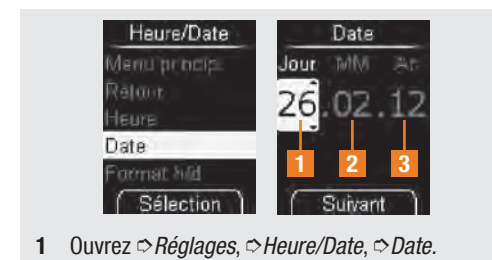 Heure/Date
Menu princip.
Retour
Heure
Date
Format h/d
Sélection
Date
Jour MM An
26.02.12
1 2 3
Suivant
1 Ouvrez ➪Réglages, ➪Heure/Date, ➪Date.